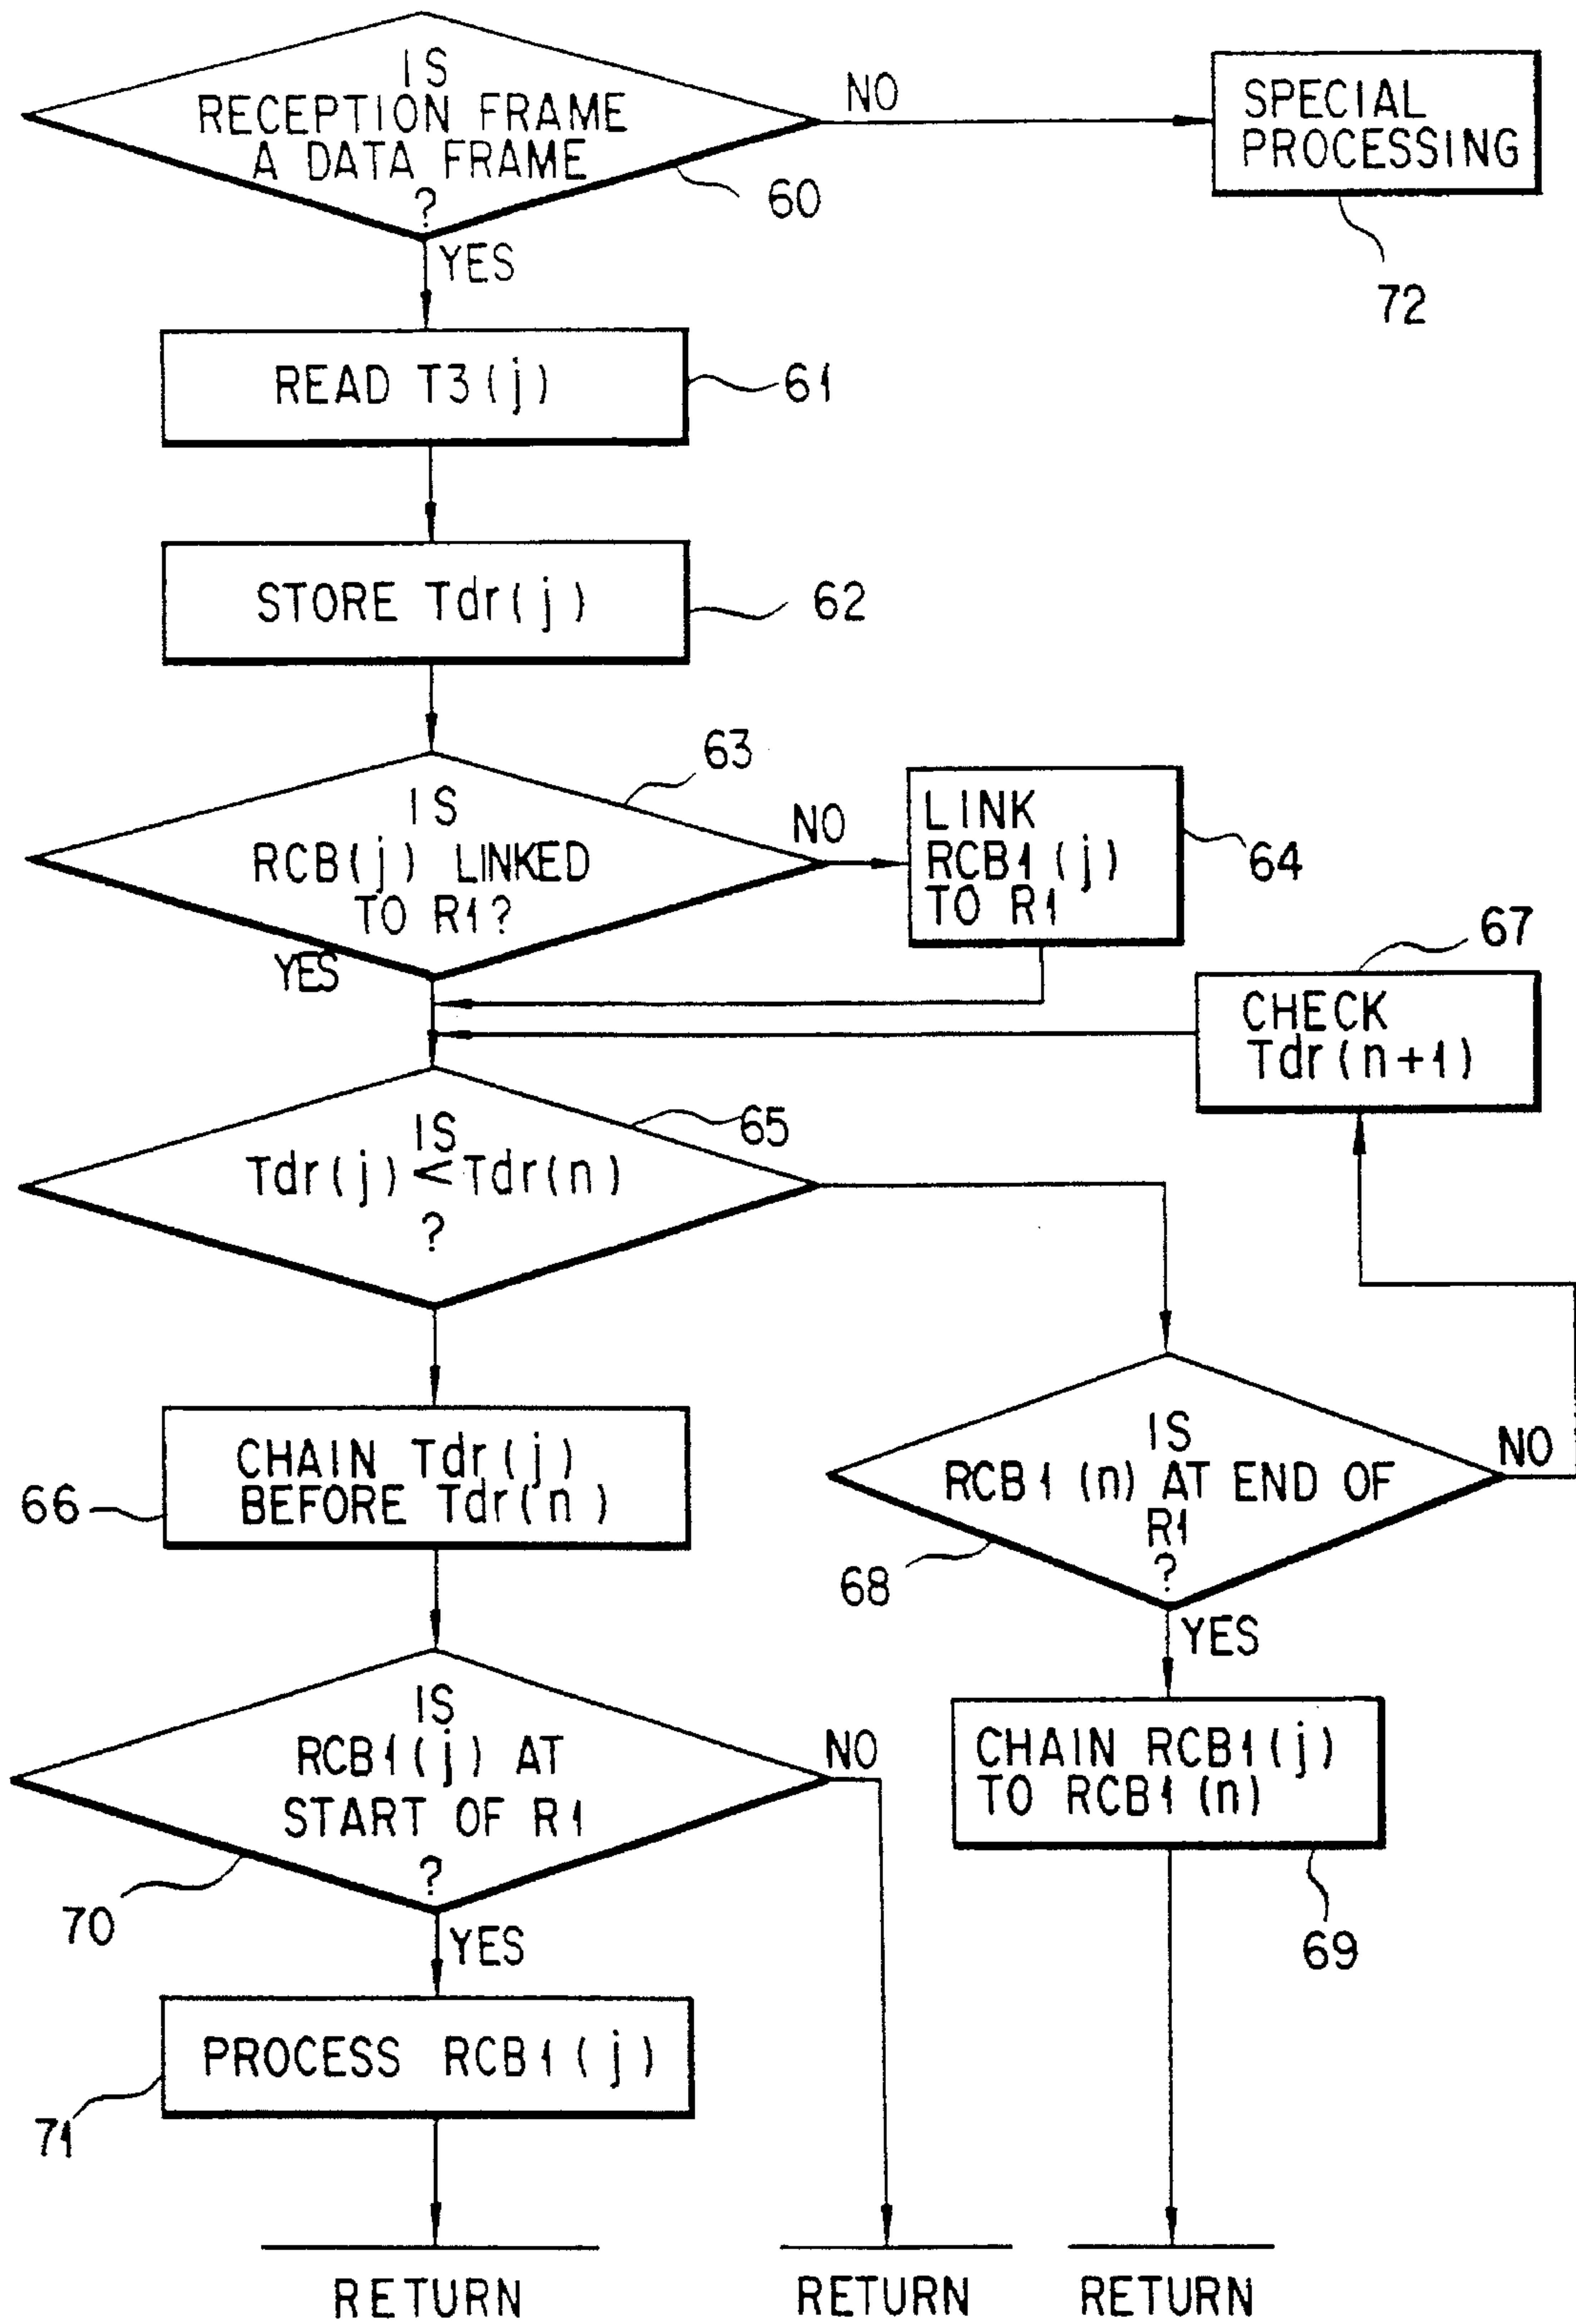 IS
RECEPTION FRAME
A DATA FRAME
?
60
NO
SPECIAL
PROCESSING
72
YES
READ T3(j)
61
STORE Tdr(j)
62
63
IS
RCB(j) LINKED
TO R1?
NO
LINK
RCB1(j)
TO R1
64
YES
67
CHECK
Tdr(n+1)
65
IS
Tdr(j) < Tdr(n)
?
CHAIN Tdr(j)
BEFORE Tdr(n)
66
IS
RCB1(n) AT END OF
R1
?
NO
68
YES
IS
RCB1(j) AT
START OF R1
?
NO
70
YES
CHAIN RCB1(j)
TO RCB1(n)
69
PROCESS RCB1(j)
71
RETURN
RETURN
RETURN